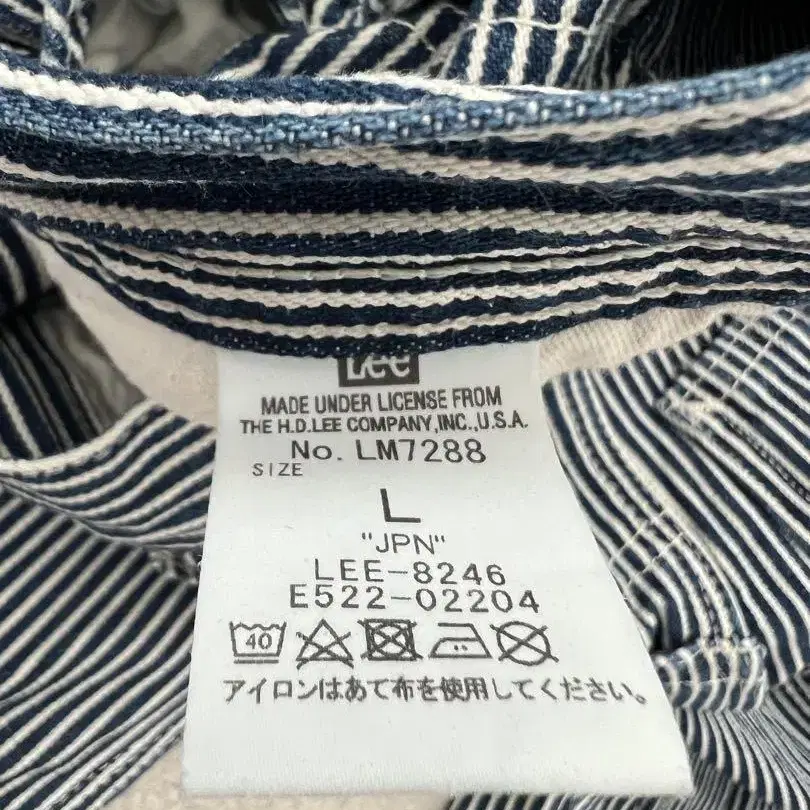 Lee
MADE UNDER LICENSE FROM
THE H.D.LEE COMPANY,INC.,U.S.A.
No. LM7288
SIZE
L
"JPN"
LEE-8246
E522-02204
40
アイロンはあて布を使用してください。